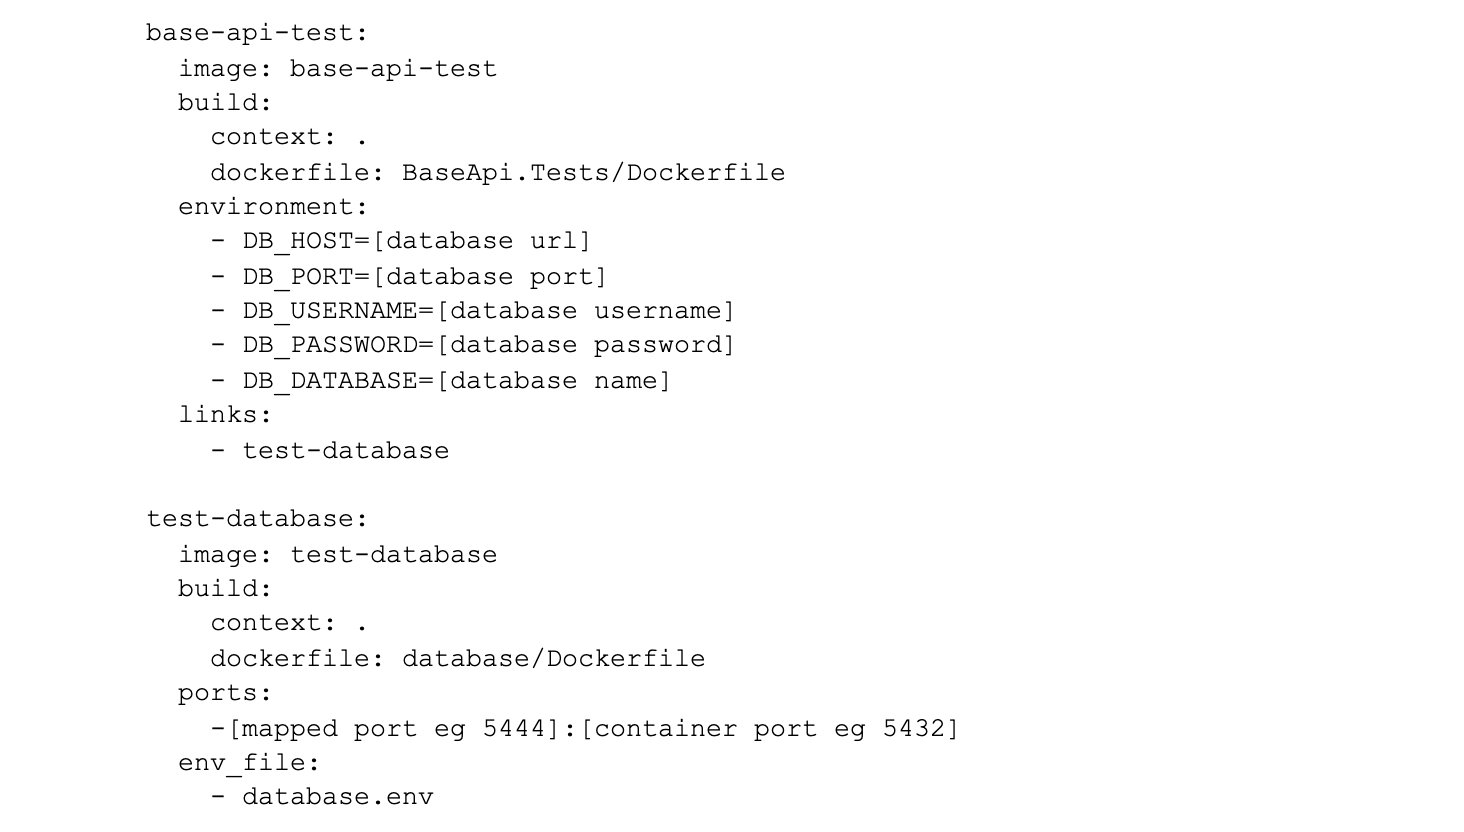 base-api-test:
  image: base-api-test
  build:
    context: .
    dockerfile: BaseApi.Tests/Dockerfile
  environment:
    - DB_HOST=[database url]
    - DB_PORT=[database port]
    - DB_USERNAME=[database username]
    - DB_PASSWORD=[database password]
    - DB_DATABASE=[database name]
  links:
    - test-database

test-database:
  image: test-database
  build:
    context: .
    dockerfile: database/Dockerfile
  ports:
    -[mapped port eg 5444]:[container port eg 5432]
  env_file:
    - database.env